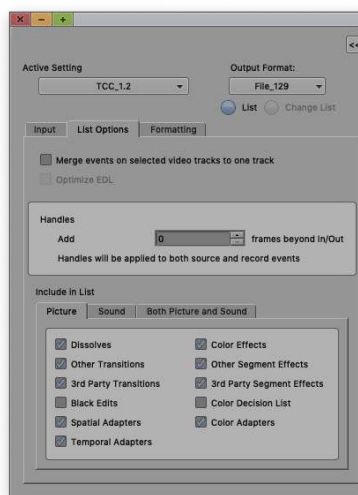 <<
Active Setting
Output Format:
TCC_1.2
File_129
List
Change List
Input
List Options
Formatting
Merge events on selected video tracks to one track
Optimize EDL
Handles
Add 0 frames beyond In/Out
Handles will be applied to both source and record events
Include in List
Picture
Sound
Both Picture and Sound
Dissolves
Color Effects
Other Transitions
Other Segment Effects
3rd Party Transitions
3rd Party Segment Effects
Black Edits
Color Decision List
Spatial Adapters
Color Adapters
Temporal Adapters